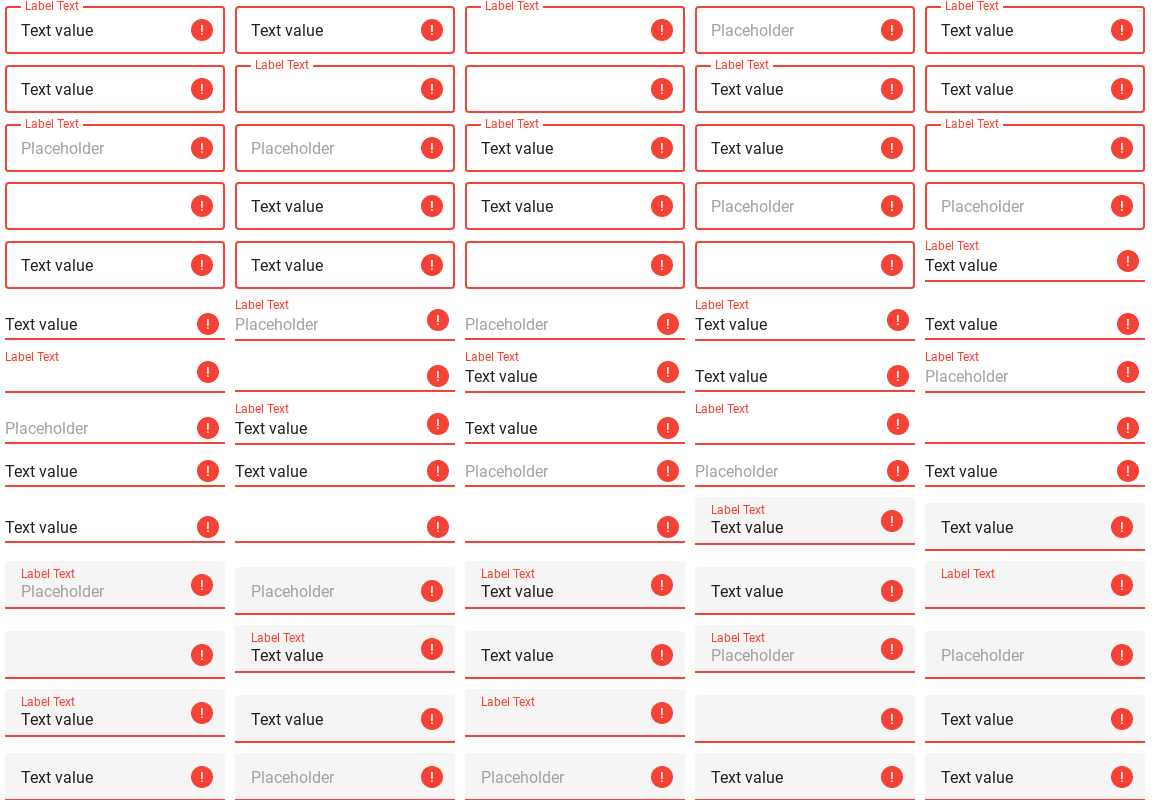 Label Text Label Text Label Text
Text value ! Text value ! ! Placeholder ! Text value !
Label Text Label Text
Text value ! ! ! Text value ! Text value !
Label Text Label Text Label Text
Placeholder ! Placeholder ! Text value ! Text value ! !
! Text value ! Text value ! Placeholder ! Placeholder !
Label Text
Text value ! Text value ! ! ! Text value !
Label Text Label Text
Text value ! Placeholder ! Placeholder ! Text value ! Text value !
Label Text Label Text Label Text
! ! Text value ! Text value ! Placeholder !
Label Text Label Text
Placeholder ! Text value ! Text value ! ! !
Text value ! Text value ! Placeholder ! Placeholder ! Text value !
Label Text
Text value ! ! ! Text value ! Text value !
Label Text Label Text Label Text
Placeholder ! Placeholder ! Text value ! Text value ! !
Label Text Label Text
! Text value ! Text value ! Placeholder ! Placeholder !
Label Text Label Text
Text value ! Text value ! ! ! Text value !
Text value ! Placeholder ! Placeholder ! Text value ! Text value !